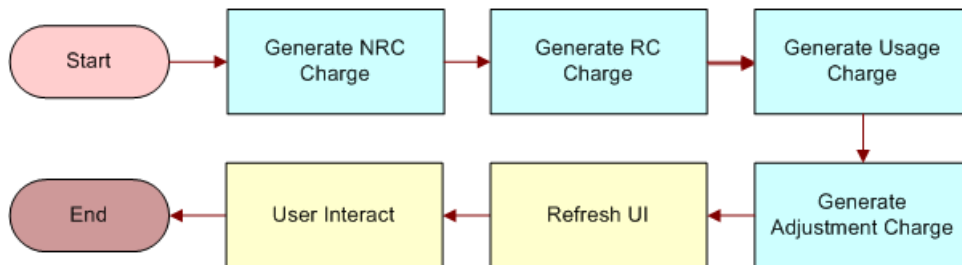 Start
Generate NRC
Charge
Generate RC
Charge
Generate Usage
Charge
Generate
Adjustment Charge
Refresh UI
User Interact
End